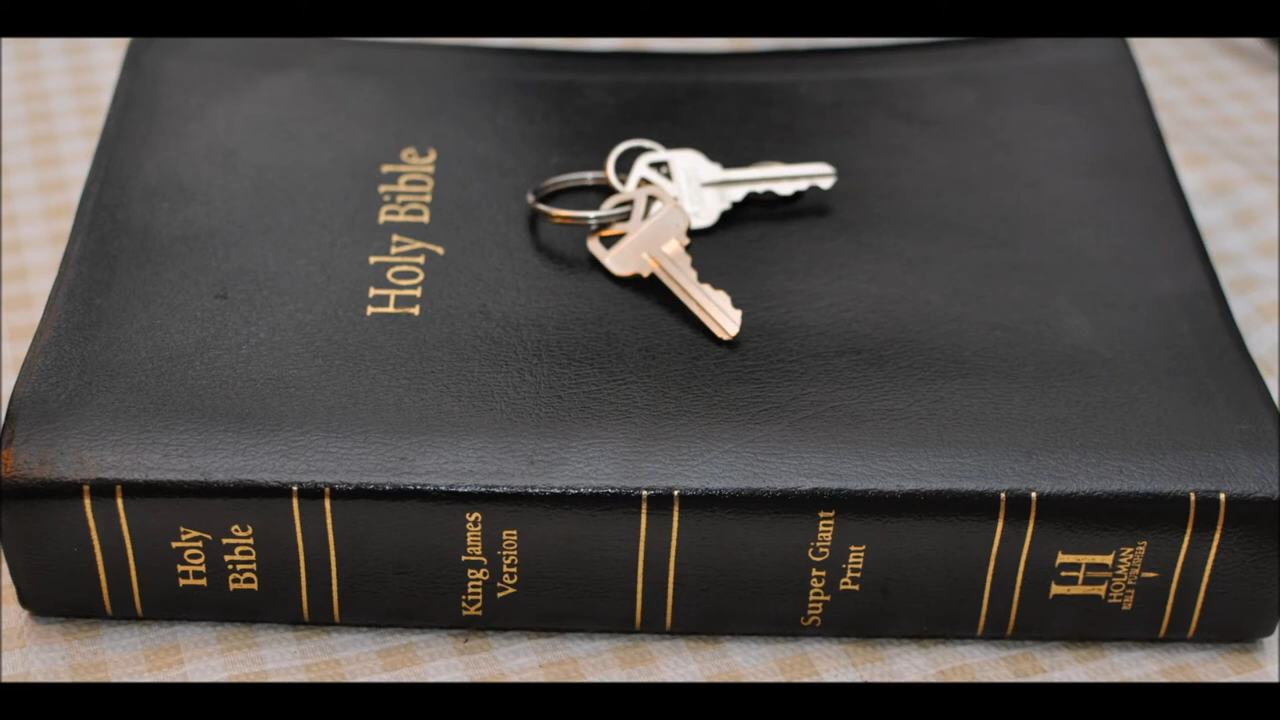 Holy Bible
Holy
Bible
King James
Version
Super Giant
Print
HOLMAN
BIBLE PUBLISHERS